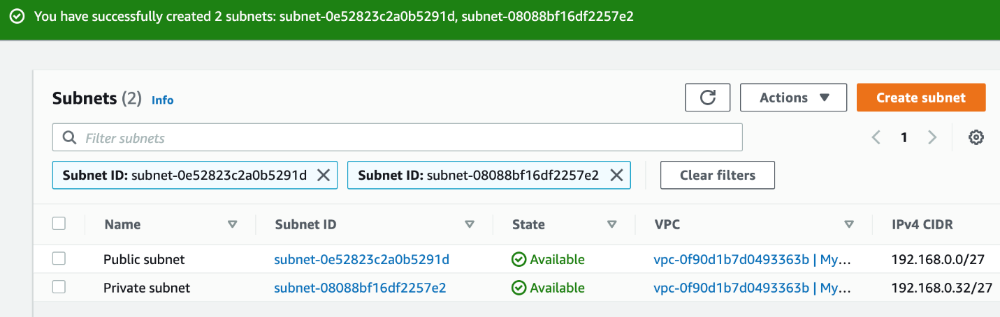 You have successfully created 2 subnets: subnet-0e52823c2a0b5291d, subnet-08088bf16df2257e2
Subnets (2) Info Actions Create subnet
Filter subnets 1
Subnet ID: subnet-0e52823c2a0b5291d Subnet ID: subnet-08088bf16df2257e2 Clear filters
Name Subnet ID State VPC IPv4 CIDR
Public subnet subnet-0e52823c2a0b5291d Available vpc-0f90d1b7d0493363b | My... 192.168.0.0/27
Private subnet subnet-08088bf16df2257e2 Available vpc-0f90d1b7d0493363b | My... 192.168.0.32/27